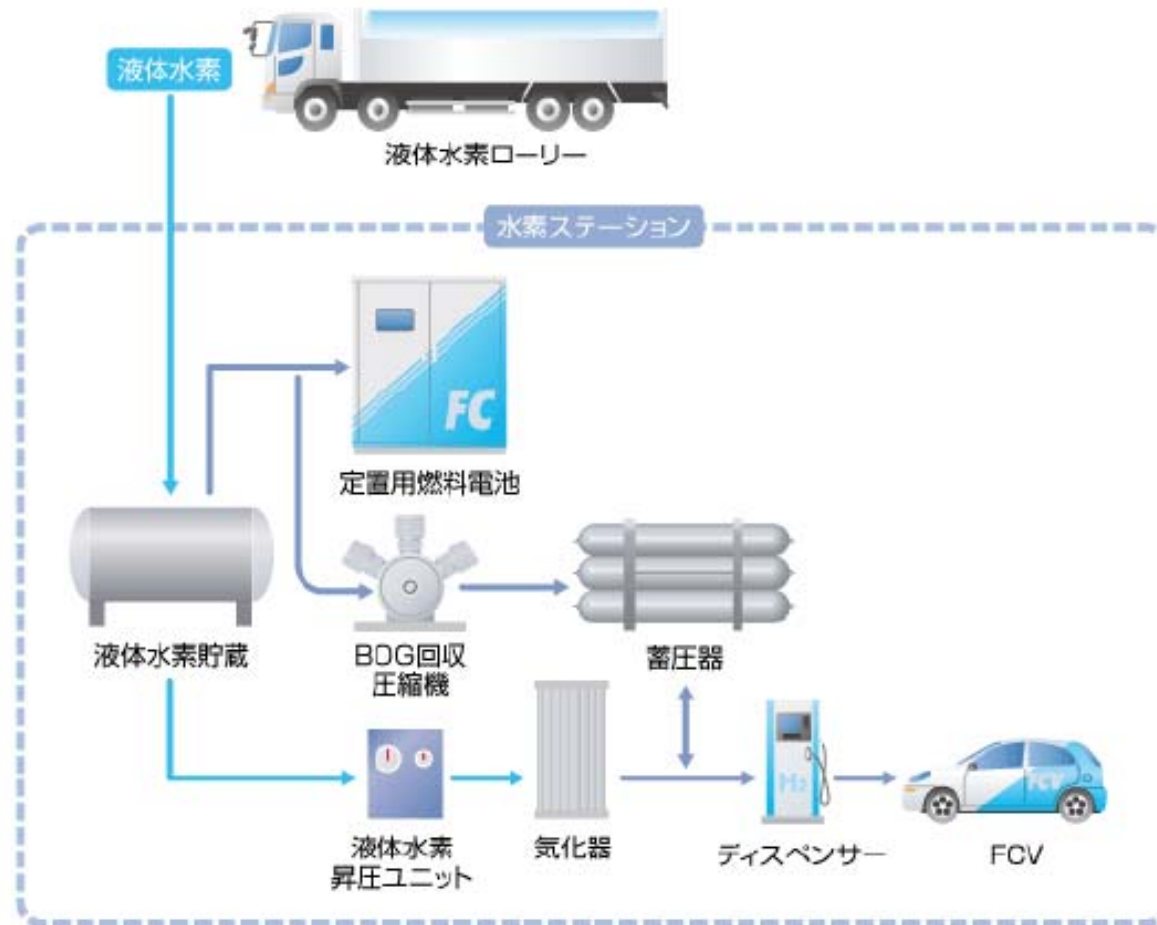 液体水素
液体水素ローリー
水素ステーション
FC
定置用燃料電池
液体水素貯蔵
BOG回収
圧縮機
蓄圧器
液体水素
昇圧ユニット
気化器
H2
ディスペンサー
FCV
FCV